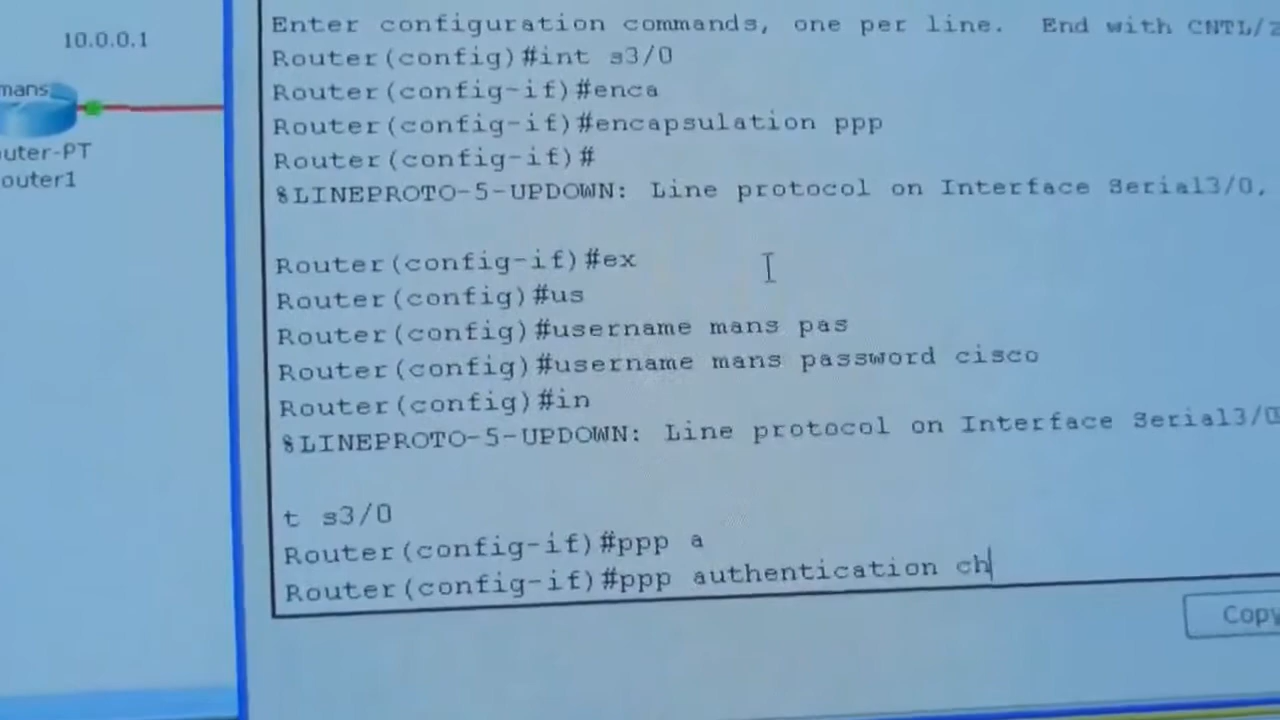 10.0.0.1
mans
uter-PT
outer1
Enter configuration commands, one per line.  End with CNTL/Z
Router(config)#int s3/0
Router(config-if)#enca
Router(config-if)#encapsulation ppp
Router(config-if)#
%LINEPROTO-5-UPDOWN: Line protocol on Interface Serial3/0,
Router(config-if)#ex
Router(config)#us
Router(config)#username mans pas
Router(config)#username mans password cisco
Router(config)#in
%LINEPROTO-5-UPDOWN: Line protocol on Interface Serial3/0
t s3/0
Router(config-if)#ppp a
Router(config-if)#ppp authentication ch
Copy